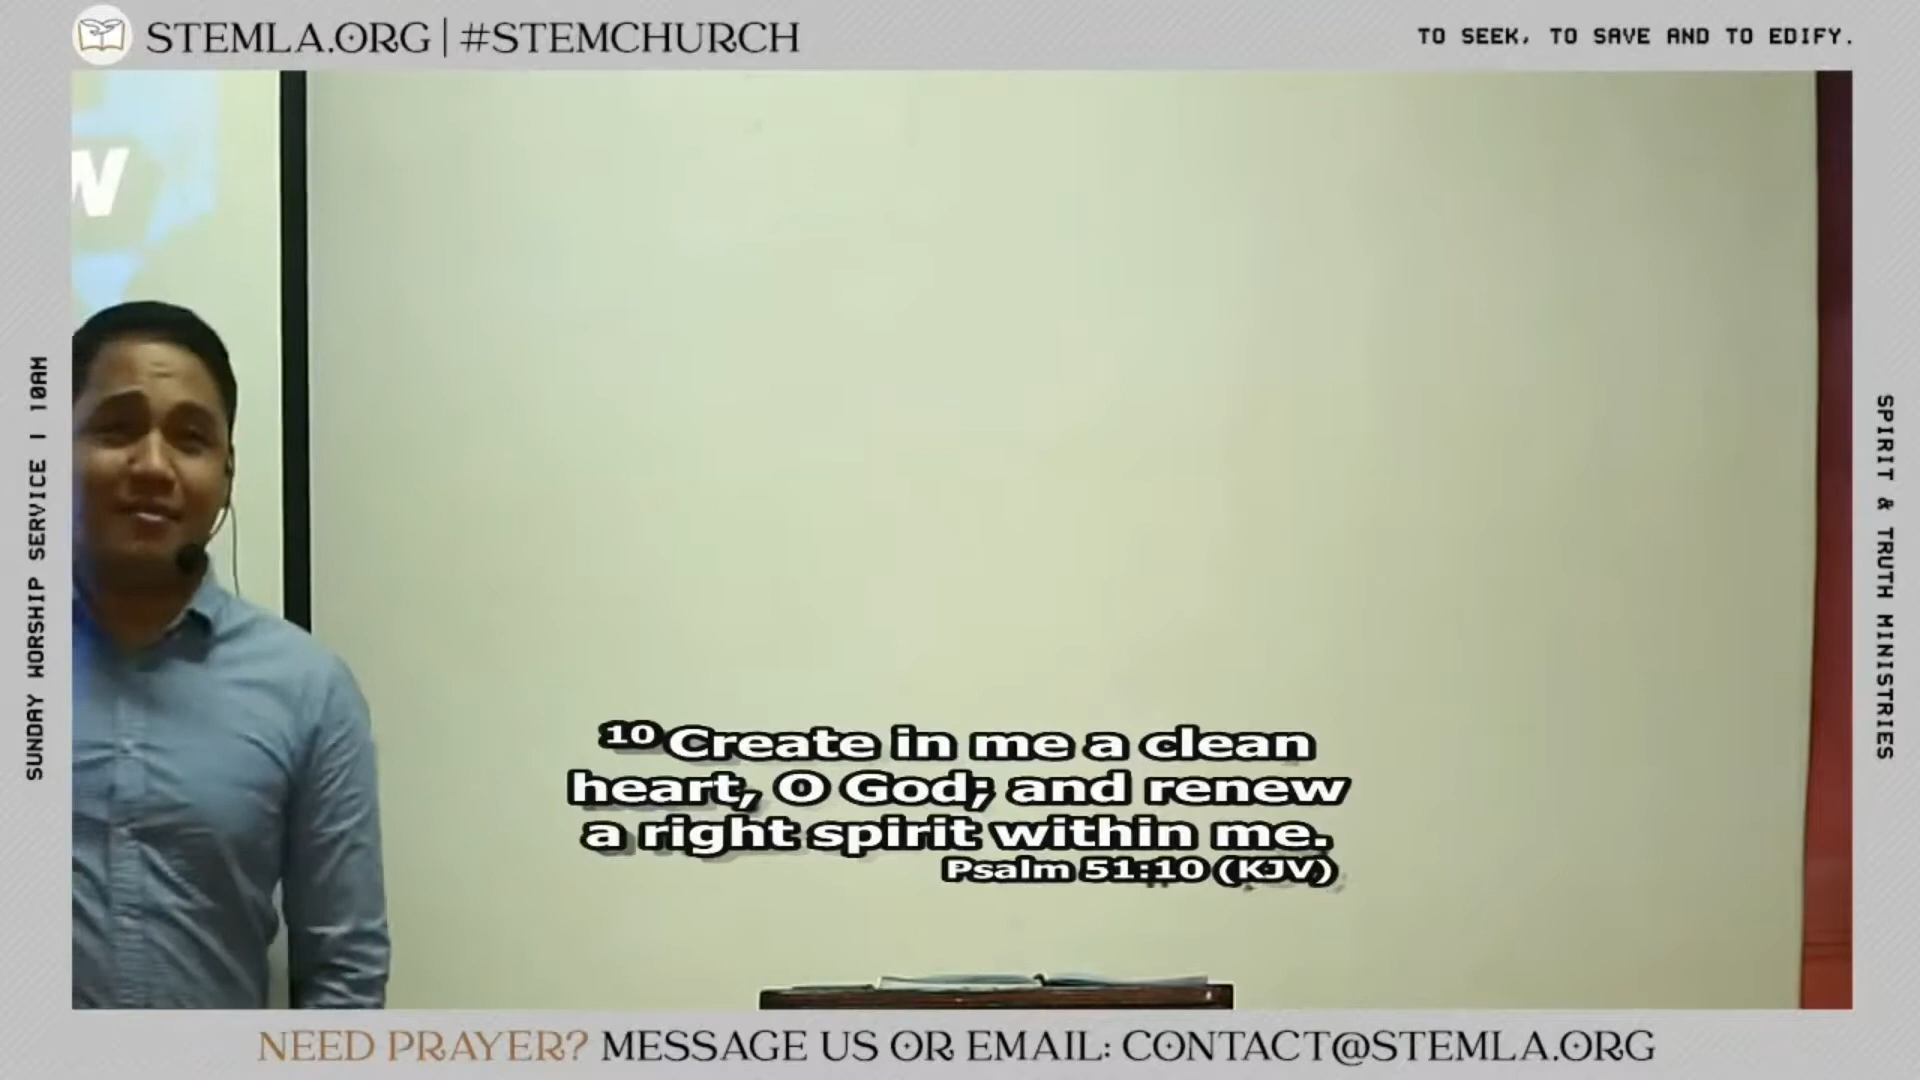 STEMLA.ORG | #STEMCHURCH
TO SEEK, TO SAVE AND TO EDIFY.
W
SUNDAY WORSHIP SERVICE | 10AM
SPIRIT & TRUTH MINISTRIES
10 Create in me a clean
heart, O God; and renew
a right spirit within me.
Psalm 51:10 (KJV)
NEED PRAYER? MESSAGE US OR EMAIL: CONTACT@STEMLA.ORG